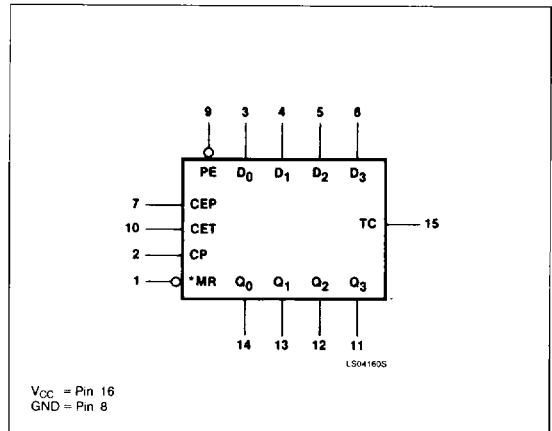 9 3 4 5 6
PE D0 D1 D2 D3
7 CEP
TC 15
10 CET
2 CP
1 *MR Q0 Q1 Q2 Q3
14 13 12 11
LS04160S
VCC = Pin 16
GND = Pin 8